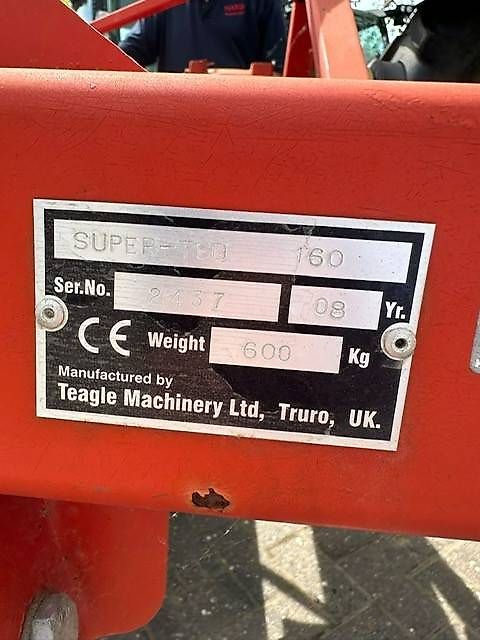 SUPER-TED 160
Ser.No. 2437 08 Yr.
CE Weight 600 Kg
Manufactured by
Teagle Machinery Ltd, Truro, UK.